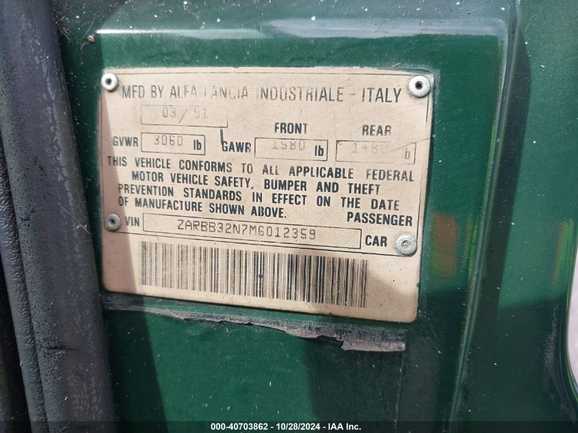 MFD BY ALFA LANCIA INDUSTRIALE - ITALY
03/91 FRONT REAR
GVWR 3060 lb GAWR 1580 lb
THIS VEHICLE CONFORMS TO ALL APPLICABLE FEDERAL
MOTOR VEHICLE SAFETY, BUMPER AND THEFT
PREVENTION STANDARDS IN EFFECT ON THE DATE
OF MANUFACTURE SHOWN ABOVE. PASSENGER
VIN ZARBB32N7M6012359 CAR
000-40703862 - 10/28/2024 - IAA Inc.